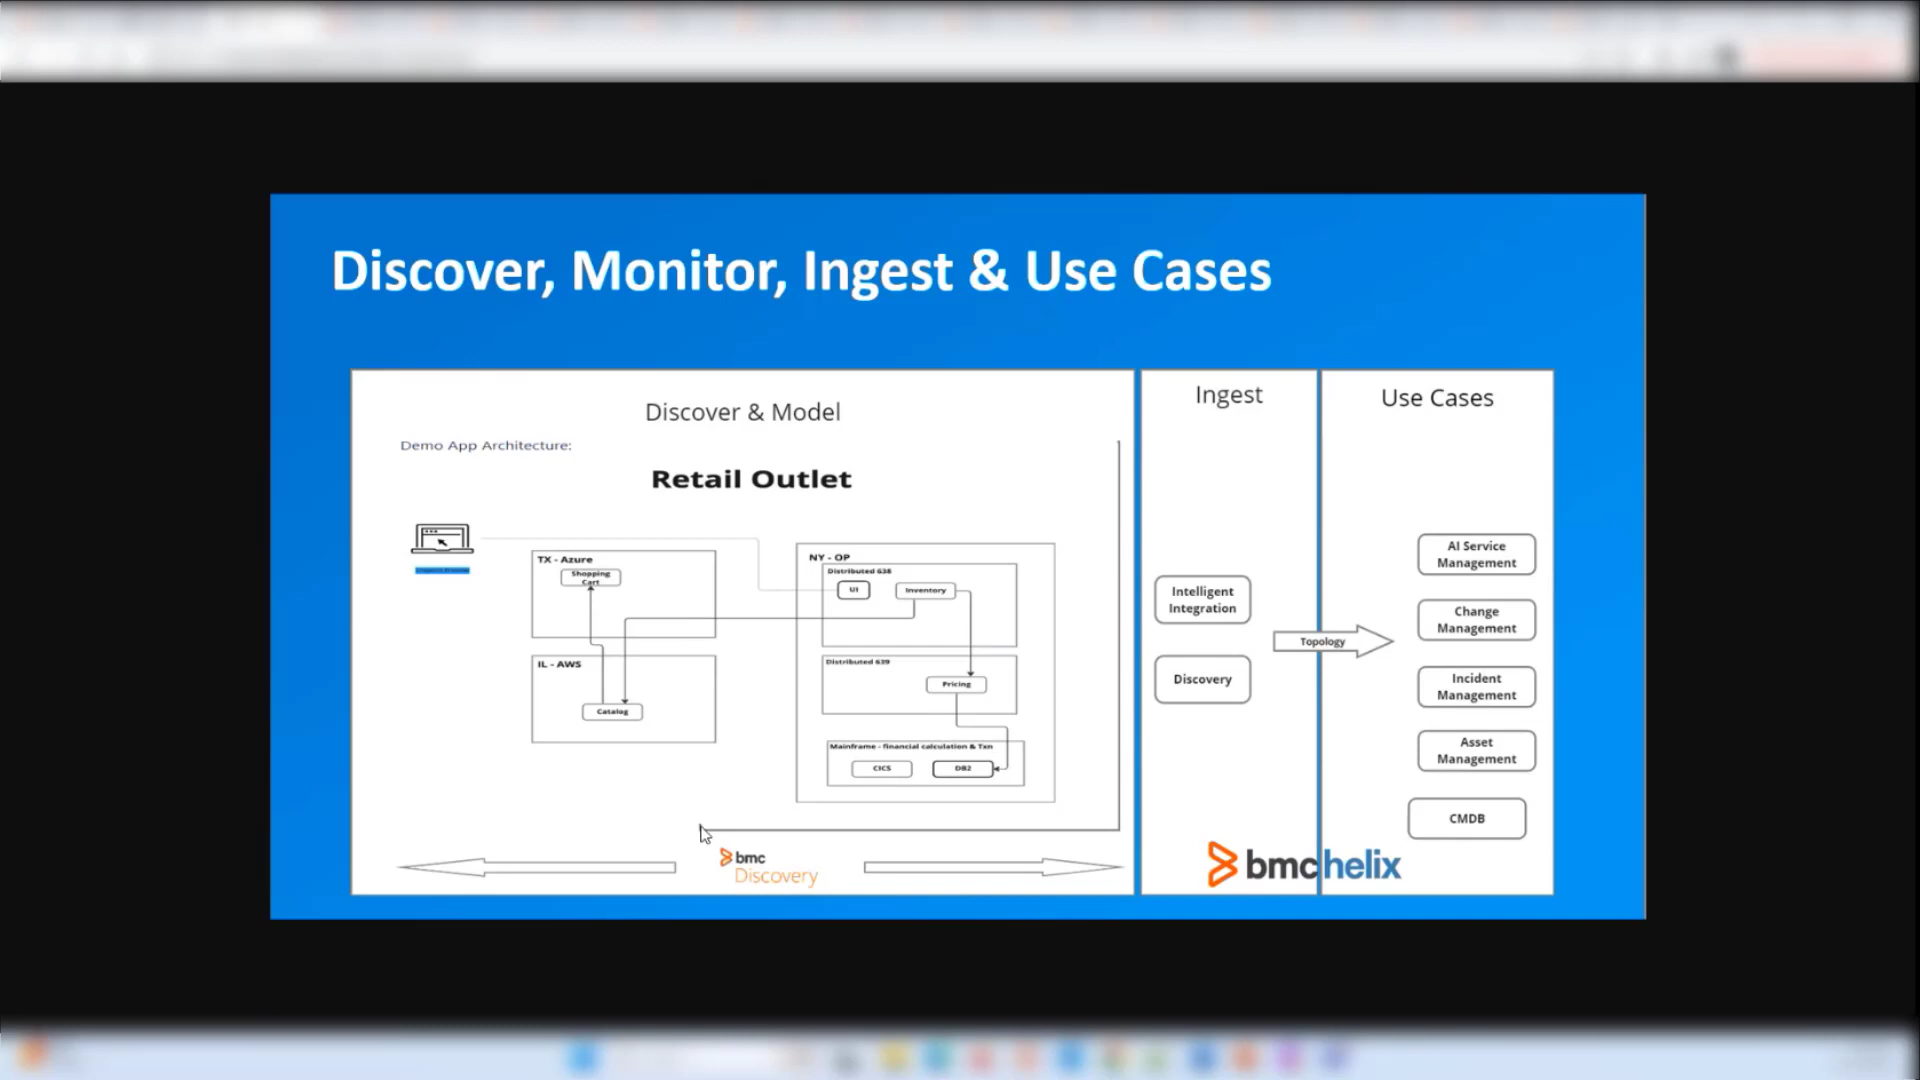 Discover, Monitor, Ingest & Use Cases
Discover & Model
Demo App Architecture:
Retail Outlet
TX - Azure
Shopping
Cart
IL - AWS
Catalog
NY - OP
Distributed 638
UI
Inventory
Distributed 639
Pricing
Mainframe - financial calculation & Txn
CICS
DB2
bmc
Discovery
Ingest
Intelligent
Integration
Discovery
Topology
Use Cases
AI Service
Management
Change
Management
Incident
Management
Asset
Management
CMDB
bmchelix